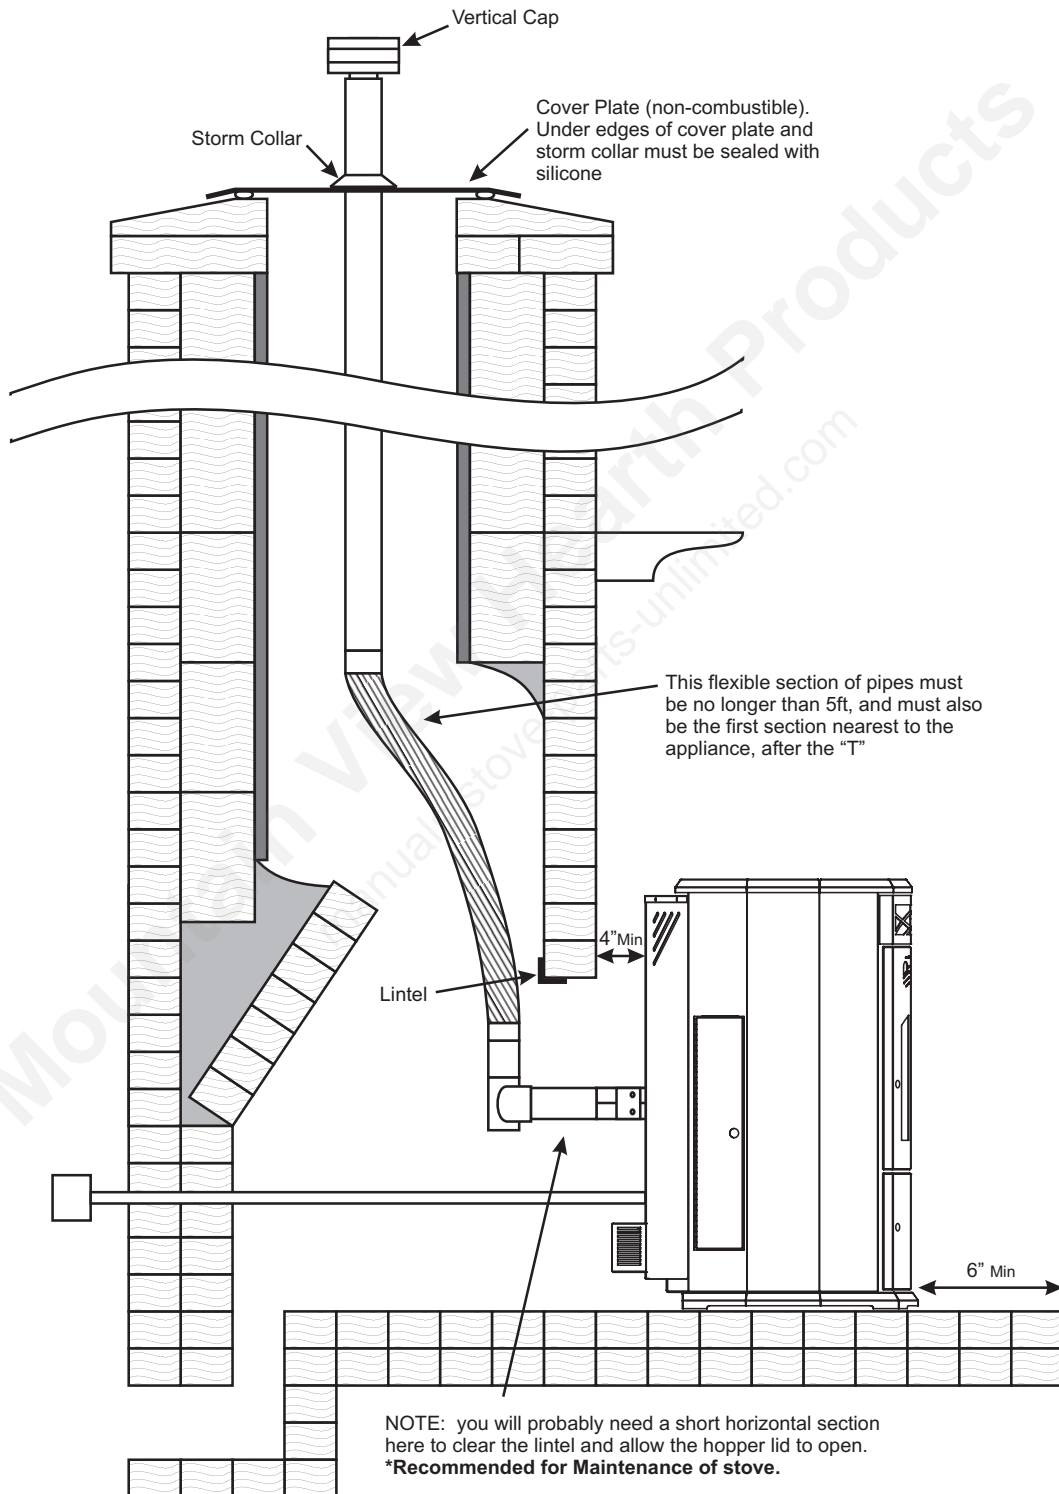 Vertical Cap
Storm Collar
Cover Plate (non-combustible).
Under edges of cover plate and
storm collar must be sealed with
silicone
This flexible section of pipes must
be no longer than 5ft, and must also
be the first section nearest to the
appliance, after the “T”
4” Min
Lintel
6” Min
NOTE: you will probably need a short horizontal section
here to clear the lintel and allow the hopper lid to open.
*Recommended for Maintenance of stove.
Mountain View Hearth Products